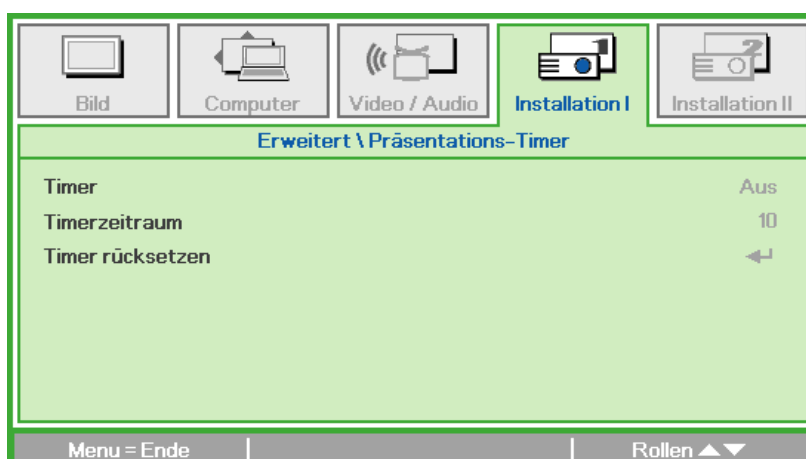 Bild
Computer
Video / Audio
Installation I
Installation II
Erweitert \ Präsentations-Timer
Timer Aus
Timerzeitraum 10
Timer rücksetzen
Menu = Ende Rollen ▲▼